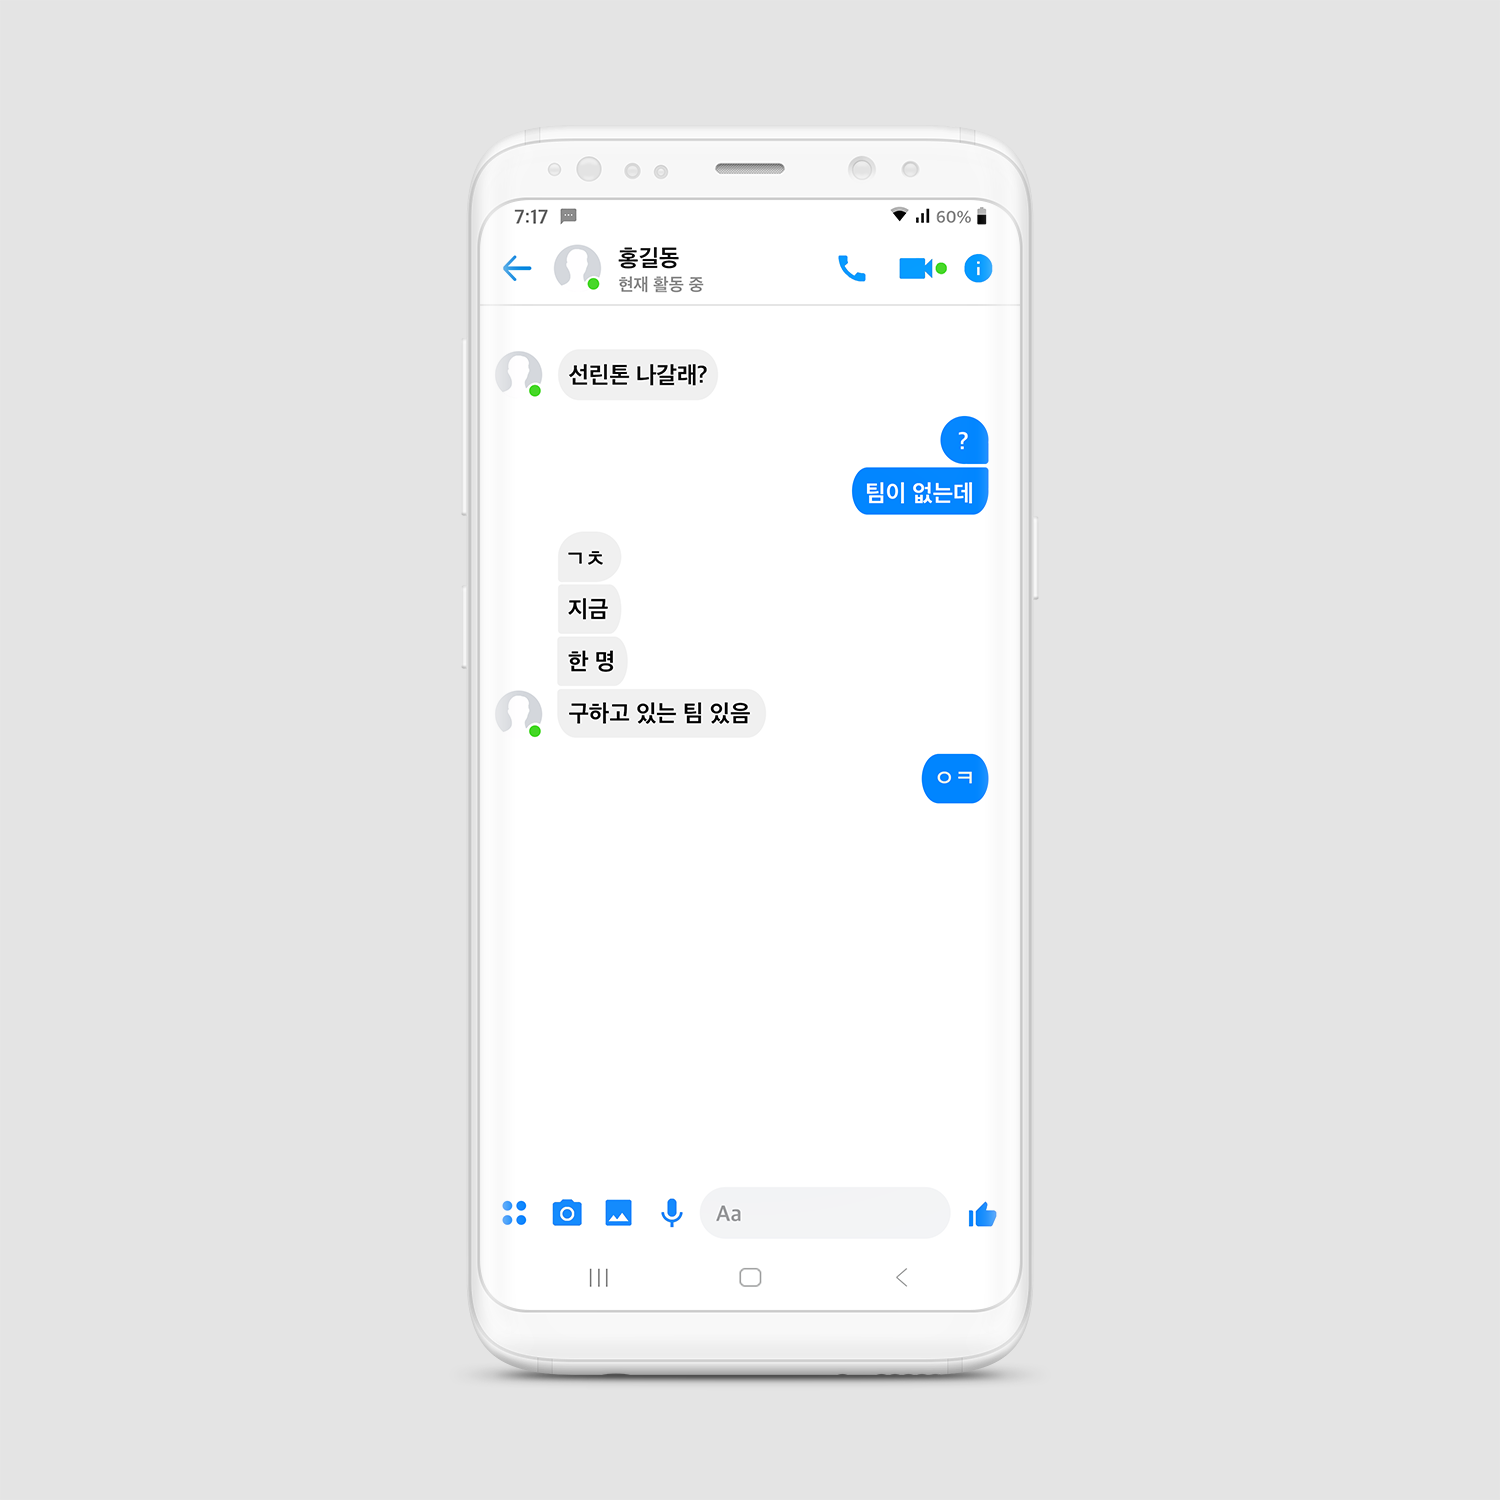 7:17
60%
홍길동
현재 활동 중
선린톤 나갈래?
?
팀이 없는데
ㄱㅊ
지금
한 명
구하고 있는 팀 있음
ㅇㅋ
Aa